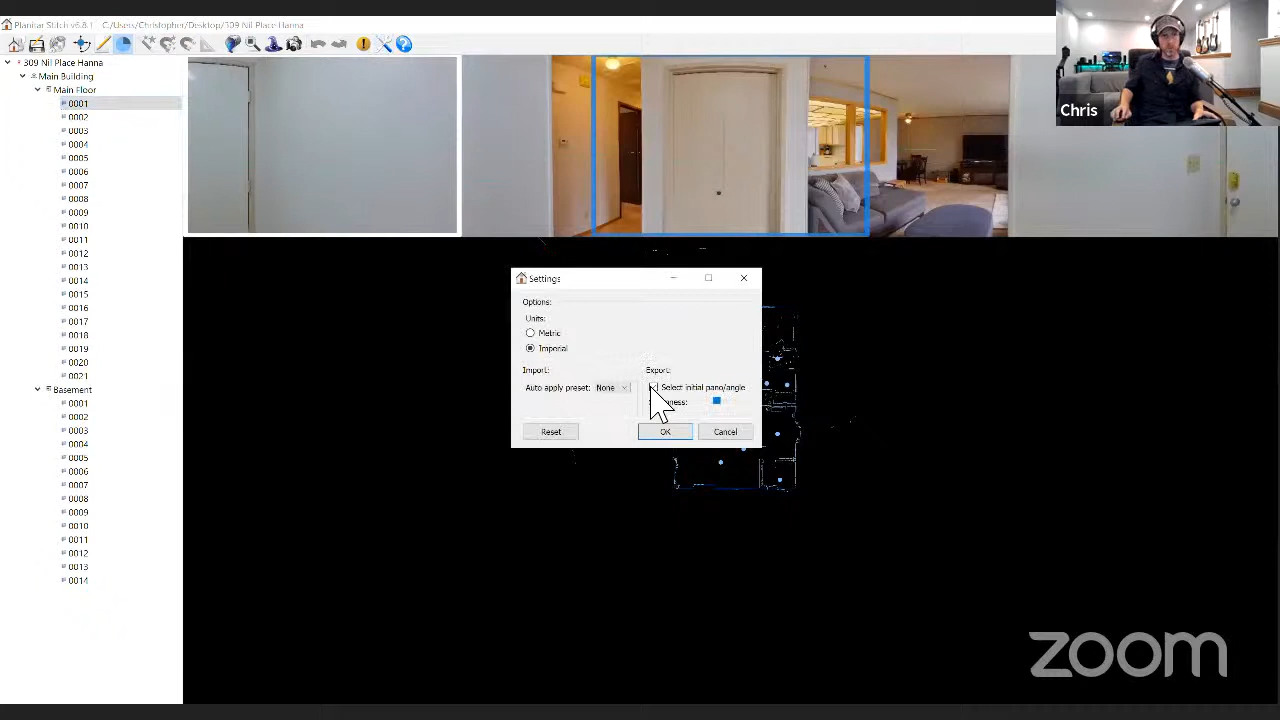 Planitar Stitch v6.8.1 - C:/Users/Christopher/Desktop/309 Nil Place Hanna
309 Nil Place Hanna
Main Building
Main Floor
0001
0002
0003
0004
0005
0006
0007
0008
0009
0010
0011
0012
0013
0014
0015
0016
0017
0018
0019
0020
0021
Basement
0001
0002
0003
0004
0005
0006
0007
0008
0009
0010
0011
0012
0013
0014
Settings
Options:
Units:
Metric
Imperial
Import:
Auto apply preset: None
Export:
Select initial pano/angle
Reset
OK
Cancel
Chris
zoom